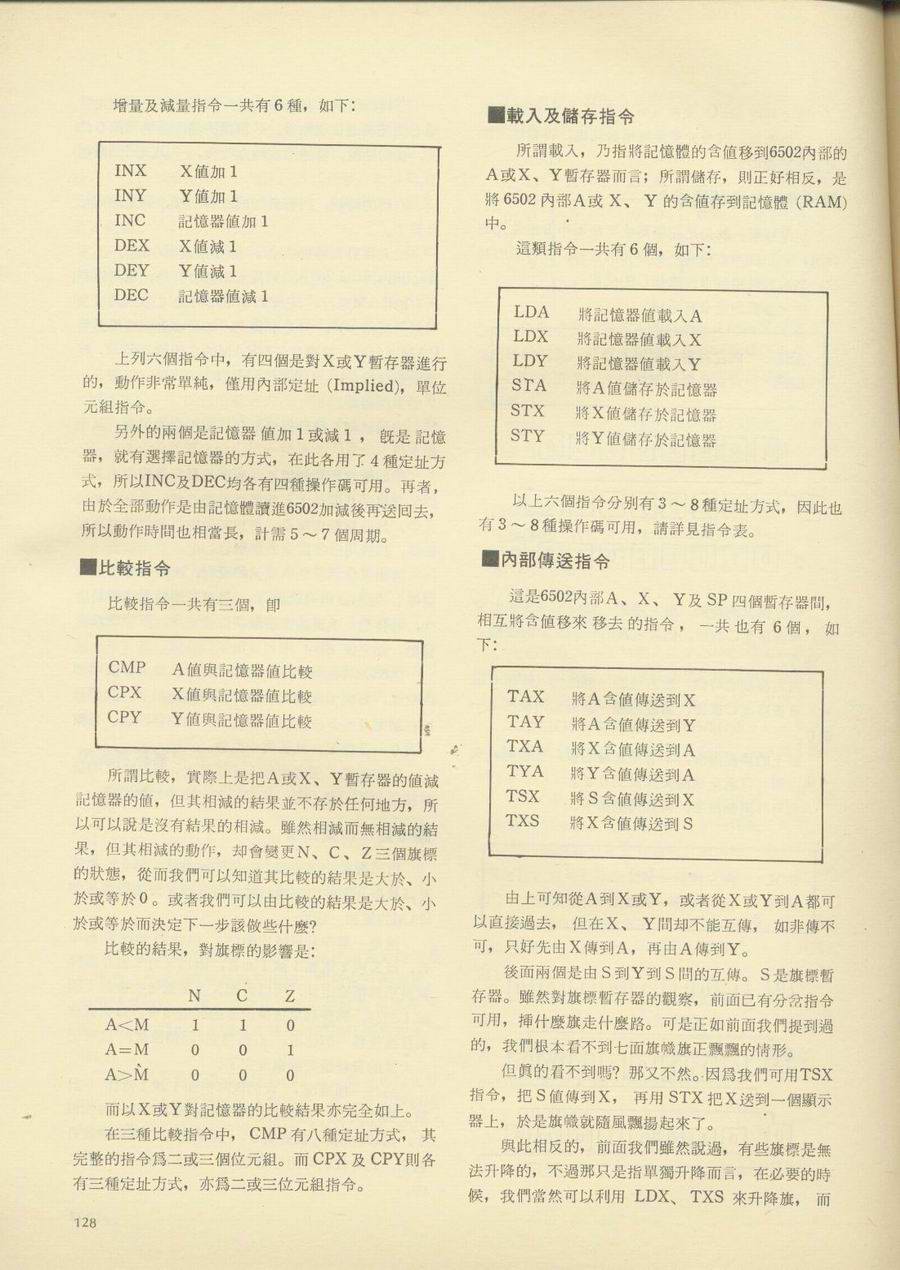 增量及減量指令一共有6種，如下：
INX X值加1
INY Y值加1
INC 記憶器值加1
DEX X值減1
DEY Y值減1
DEC 記憶器值減1
上列六個指令中，有四個是對X或Y暫存器進行
的，動作非常單純，僅用內部定址 (Implied)，單位
元組指令。
另外的兩個是記憶器值加1或減1，既是記憶
器，就有選擇記憶器的方式，在此各用了4種定址方
式，所以INC及DEC均各有四種操作碼可用。再者，
由於全部動作是由記憶體讀進6502加減後再送回去，
所以動作時間也相當長，計需5～7個周期。
■比較指令
比較指令一共有三個，卽
CMP A值與記憶器值比較
CPX X值與記憶器值比較
CPY Y值與記憶器值比較
所謂比較，實際上是把A或X、Y暫存器的值減
記憶器的值，但其相減的結果並不存於任何地方，所
以可以說是沒有結果的相減。雖然相減而無相減的結
果，但其相減的動作，却會變更N、C、Z三個旗標
的狀態，從而我們可以知道其比較的結果是大於、小
於或等於0。或者我們可以由比較的結果是大於、小
於或等於而決定下一步該做些什麼？
比較的結果，對旗標的影響是：
N C Z
A<M 1 1 0
A=M 0 0 1
A>M 0 0 0
而以X或Y對記憶器的比較結果亦完全如上。
在三種比較指令中，CMP有八種定址方式，其
完整的指令爲二或三個位元組。而CPX及CPY則各
有三種定址方式，亦爲二或三位元組指令。
128
■載入及儲存指令
所謂載入，乃指將記憶體的含值移到6502內部的
A或X、Y暫存器而言；所謂儲存，則正好相反，是
將6502內部A或X、Y的含值存到記憶體 (RAM)
中。
這類指令一共有6個，如下：
LDA 將記憶器值載入A
LDX 將記憶器值載入X
LDY 將記憶器值載入Y
STA 將A值儲存於記憶器
STX 將X值儲存於記憶器
STY 將Y值儲存於記憶器
以上六個指令分別有3～8種定址方式，因此也
有3～8種操作碼可用，請詳見指令表。
■內部傳送指令
這是6502內部A、X、Y及SP四個暫存器間，
相互將含值移來移去的指令，一共也有6個，如
下：
TAX 將A含值傳送到X
TAY 將A含值傳送到Y
TXA 將X含值傳送到A
TYA 將Y含值傳送到A
TSX 將S含值傳送到X
TXS 將X含值傳送到S
由上可知從A到X或Y，或者從X或Y到A都可
以直接過去，但在X、Y間却不能互傳，如非傳不
可，只好先由X傳到A，再由A傳到Y。
後面兩個是由S到Y到S間的互傳。S是旗標暫
存器。雖然對旗標暫存器的觀察，前面已有分岔指令
可用，揷什麼旗走什麼路。可是正如前面我們提到過
的，我們根本看不到七面旗幟旗正飄飄的情形。
但眞的看不到嗎？那又不然。因爲我們可用TSX
指令，把S值傳到X，再用STX把X送到一個顯示
器上，於是旗幟就隨風飄揚起來了。
與此相反的，前面我們雖然說過，有些旗標是無
法升降的，不過那只是指單獨升降而言，在必要的時
候，我們當然可以利用 LDX、TXS 來升降旗，而